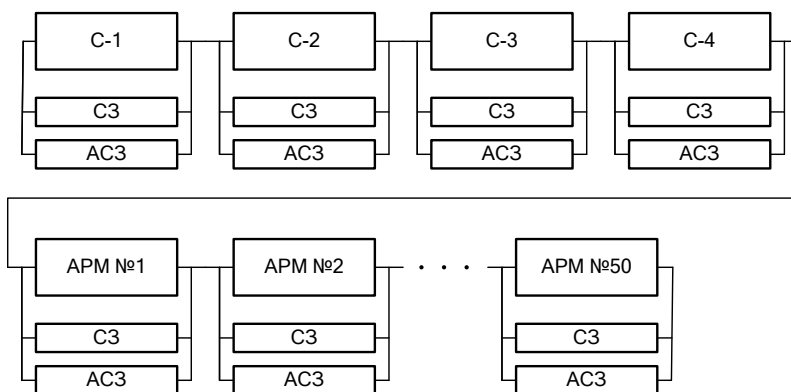 С-1 С-2 С-3 С-4
СЗ СЗ СЗ СЗ
АСЗ АСЗ АСЗ АСЗ
АРМ №1 АРМ №2 . . . АРМ №50
СЗ СЗ СЗ
АСЗ АСЗ АСЗ